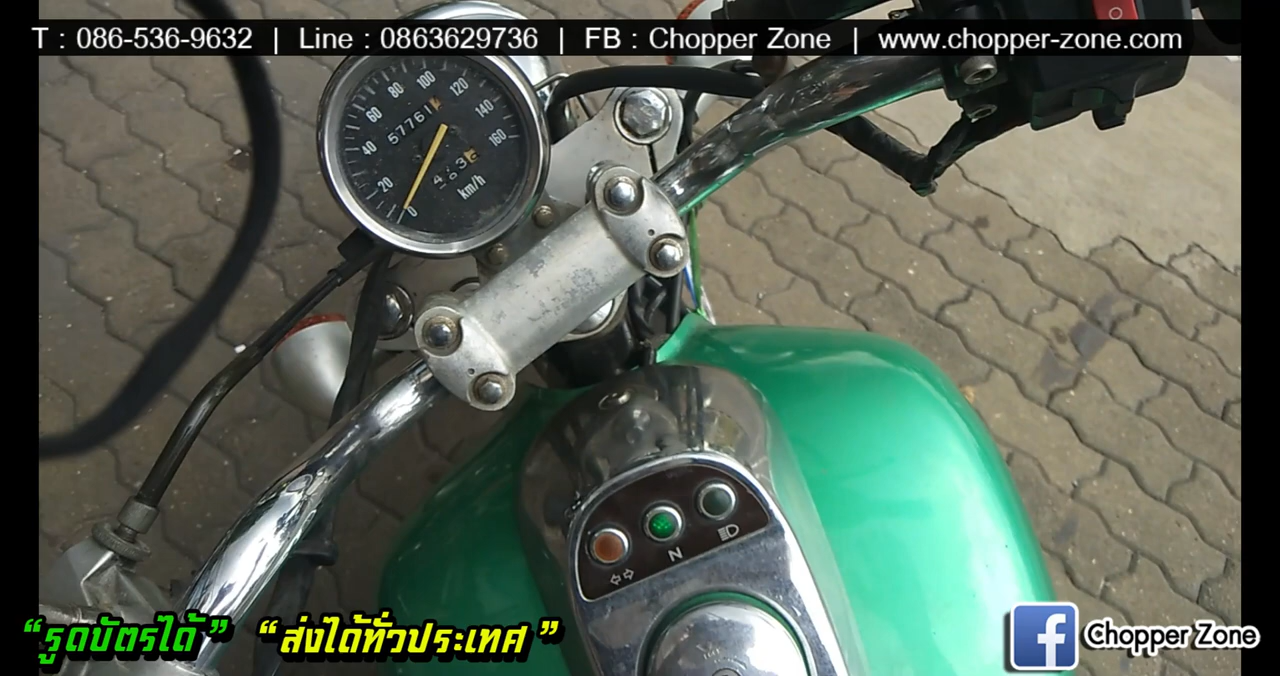 T : 086-536-9632 | Line : 0863629736 | FB : Chopper Zone | www.chopper-zone.com
0 20 40 60 80 100 120 140 160
57761
km/h
N
“รูดบัตรได้ ” “ส่งได้ทั่วประเทศ ”
f Chopper Zone